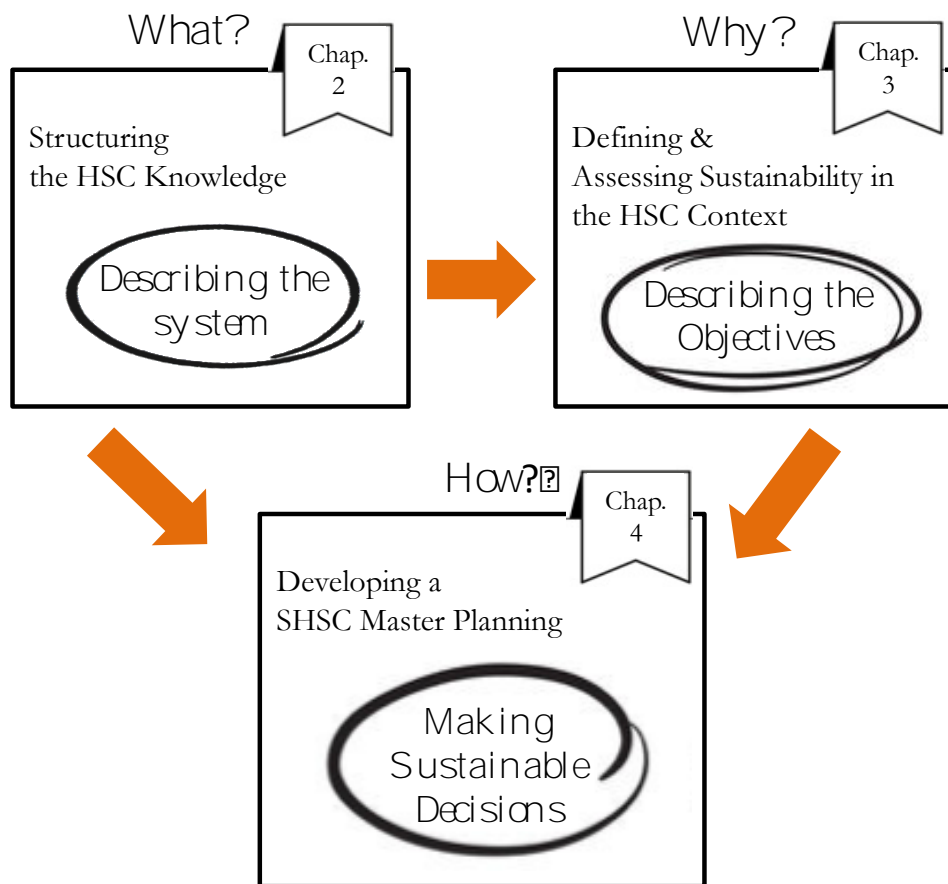 What?
Chap.
2
Structuring
the HSC Knowledge
Describing the
system
Why?
Chap.
3
Defining &
Assessing Sustainability in
the HSC Context
Describing the
Objectives
How?⍰
Chap.
4
Developing a
SHSC Master Planning
Making
Sustainable
Decisions